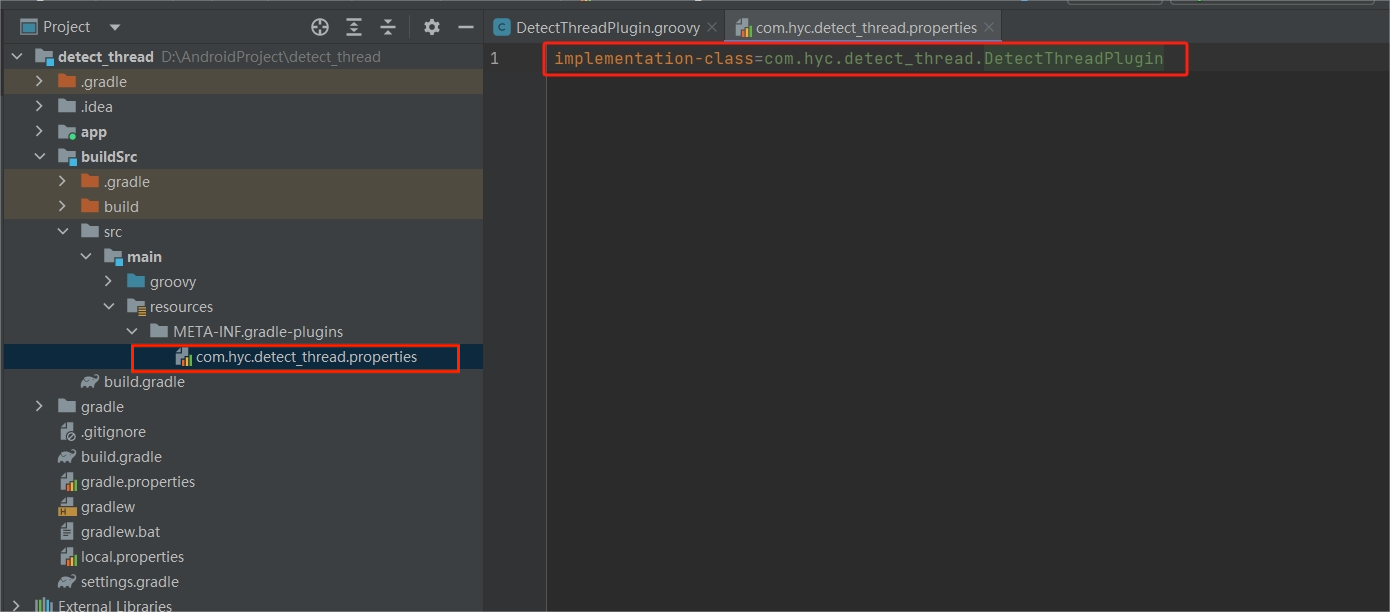 Project
DetectThreadPlugin.groovy
com.hyc.detect_thread.properties
detect_thread D:\AndroidProject\detect_thread
.gradle
.idea
app
buildSrc
.gradle
build
src
main
groovy
resources
META-INF.gradle-plugins
com.hyc.detect_thread.properties
build.gradle
gradle
.gitignore
build.gradle
gradle.properties
gradlew
gradlew.bat
local.properties
settings.gradle
External Libraries
1 implementation-class=com.hyc.detect_thread.DetectThreadPlugin